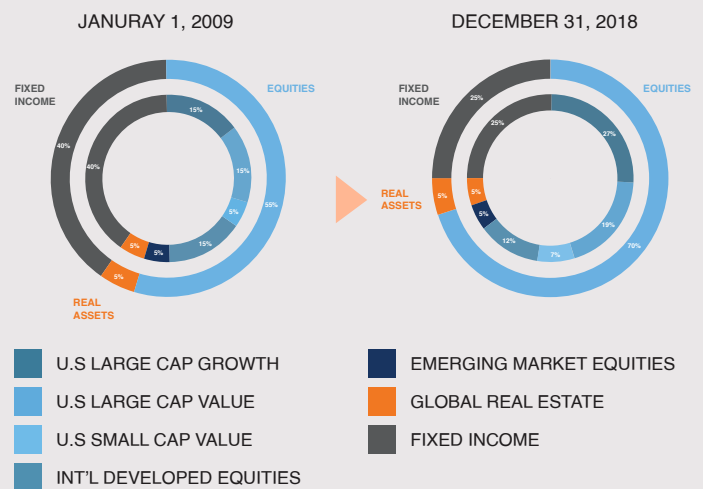 JANURAY 1, 2009
DECEMBER 31, 2018
FIXED
INCOME
EQUITIES
15%
40%
40%
15%
5%
55%
15%
5%
5%
5%
REAL
ASSETS
FIXED
INCOME
EQUITIES
25%
25%
27%
REAL
ASSETS
5%
5%
5%
19%
12%
7%
70%
U.S LARGE CAP GROWTH
U.S LARGE CAP VALUE
U.S SMALL CAP VALUE
INT'L DEVELOPED EQUITIES
EMERGING MARKET EQUITIES
GLOBAL REAL ESTATE
FIXED INCOME